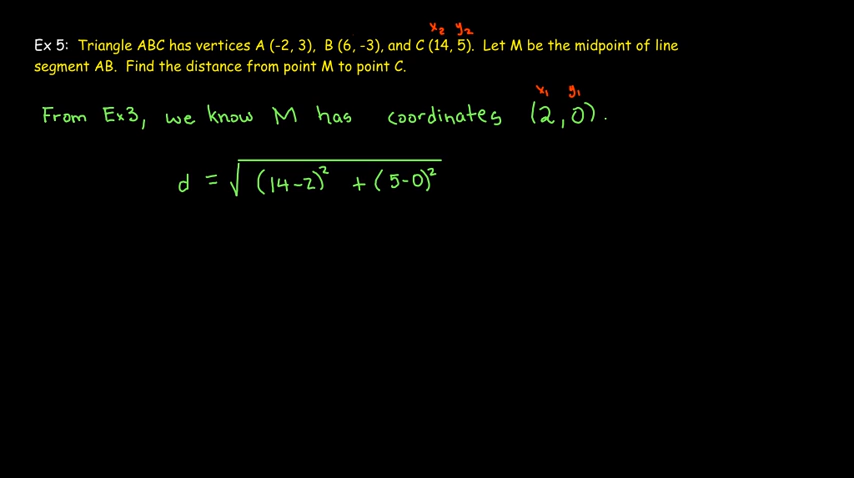 x₂ y₂
Ex 5: Triangle ABC has vertices A (-2, 3), B (6, -3), and C (14, 5). Let M be the midpoint of line
segment AB. Find the distance from point M to point C.
x₁ y₁
From Ex3, we know M has coordinates (2, 0).
d = √((14-2)² + (5-0)²)